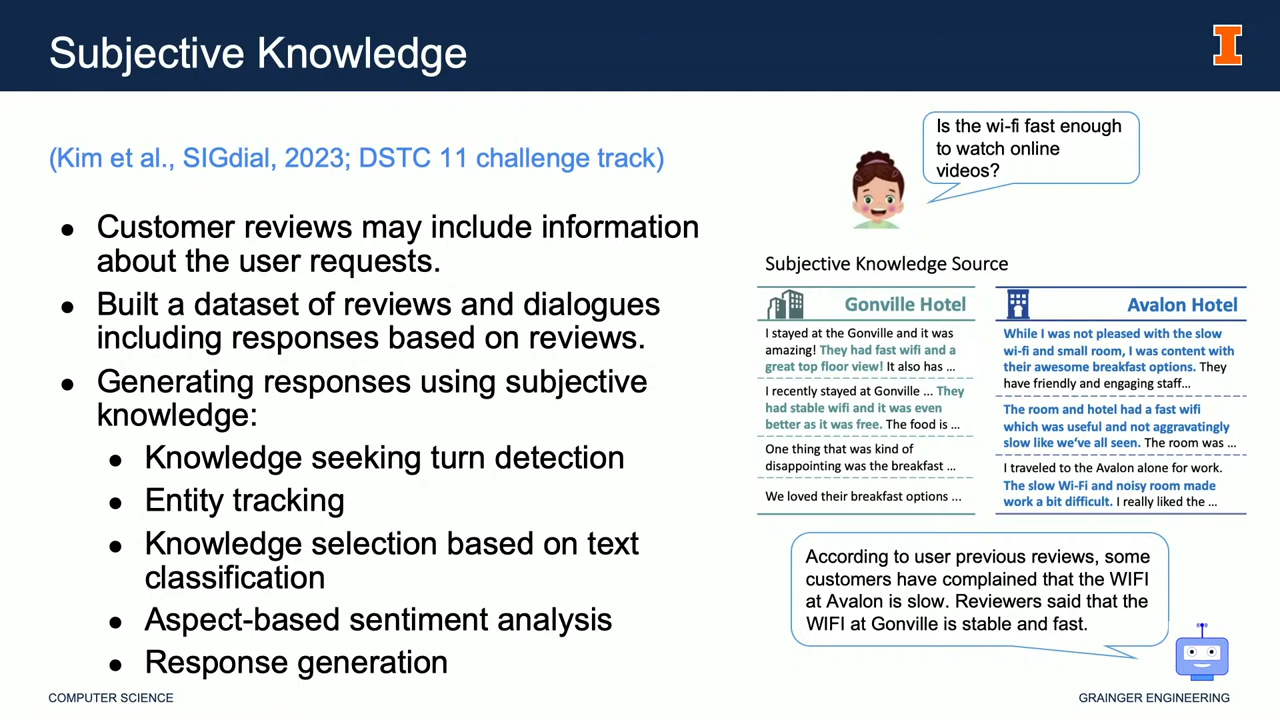 Subjective Knowledge
(Kim et al., SIGdial, 2023; DSTC 11 challenge track)
● Customer reviews may include information
about the user requests.
● Built a dataset of reviews and dialogues
including responses based on reviews.
● Generating responses using subjective
knowledge:
● Knowledge seeking turn detection
● Entity tracking
● Knowledge selection based on text
classification
● Aspect-based sentiment analysis
● Response generation
Is the wi-fi fast enough
to watch online
videos?
Subjective Knowledge Source
Gonville Hotel
I stayed at the Gonville and it was
amazing! They had fast wifi and a
great top floor view! It also has ...
I recently stayed at Gonville ... They
had stable wifi and it was even
better as it was free. The food is ...
One thing that was kind of
disappointing was the breakfast ...
We loved their breakfast options ...
Avalon Hotel
While I was not pleased with the slow
wi-fi and small room, I was content with
their awesome breakfast options. They
have friendly and engaging staff...
The room and hotel had a fast wifi
which was useful and not aggravatingly
slow like we've all seen. The room was ...
I traveled to the Avalon alone for work.
The slow Wi-Fi and noisy room made
work a bit difficult. I really liked the ...
According to user previous reviews, some
customers have complained that the WIFI
at Avalon is slow. Reviewers said that the
WIFI at Gonville is stable and fast.
COMPUTER SCIENCE
GRAINGER ENGINEERING